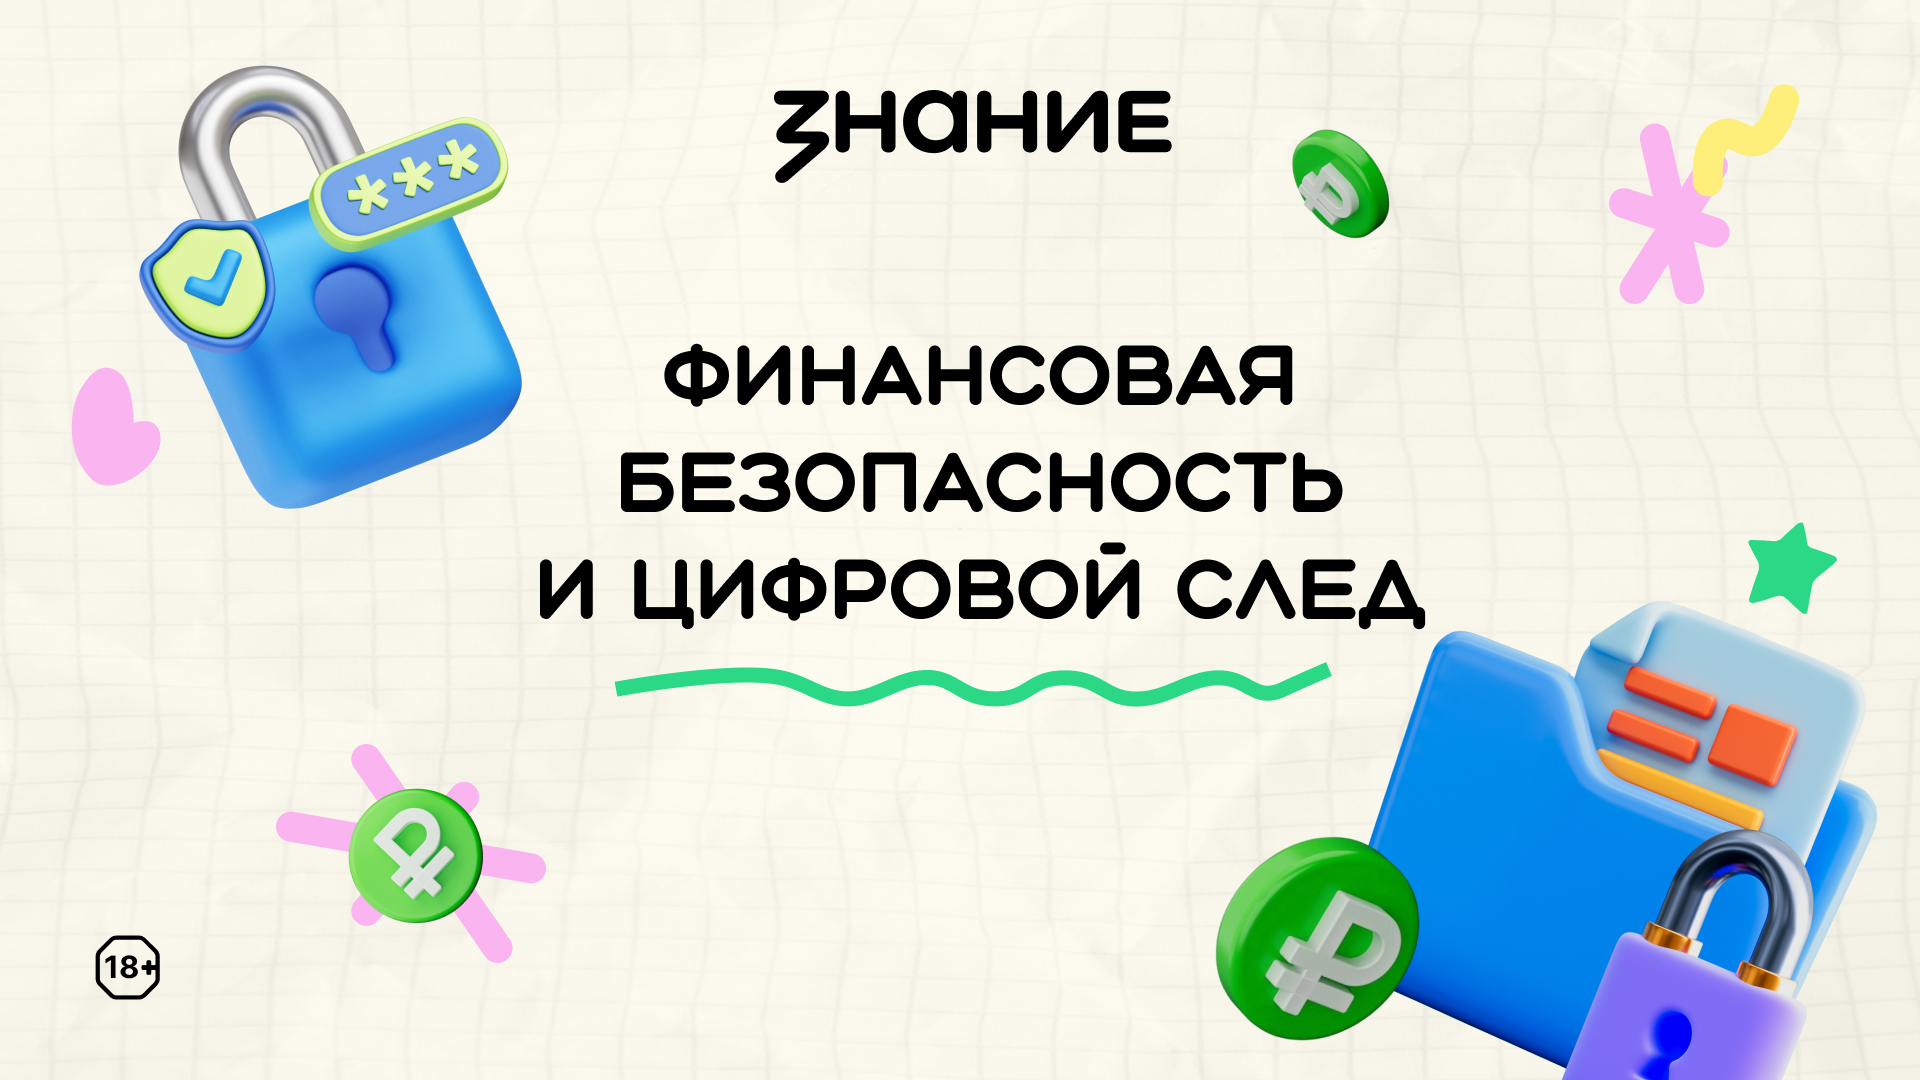 ЗНАНИЕ
***
ФИНАНСОВАЯ
БЕЗОПАСНОСТЬ
И ЦИФРОВОЙ СЛЕД
18+